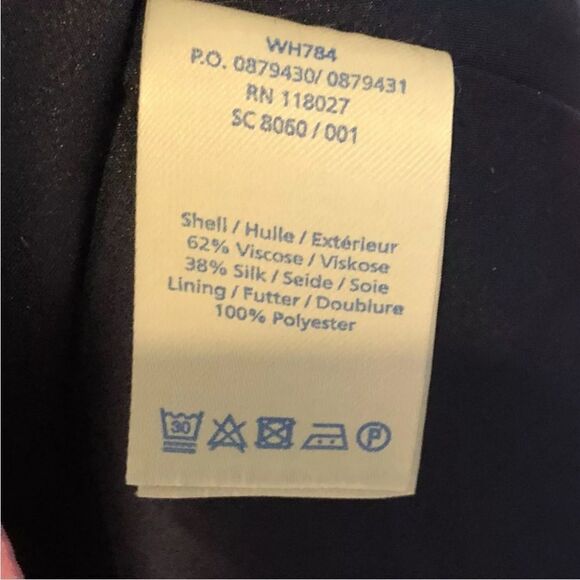 WH784
P.O. 0879430/ 0879431
RN 118027
SC 8060 / 001
Shell / Hulle / Extérieur
62% Viscose / Viskose
38% Silk / Seide / Soie
Lining / Futter / Doublure
100% Polyester
30 P